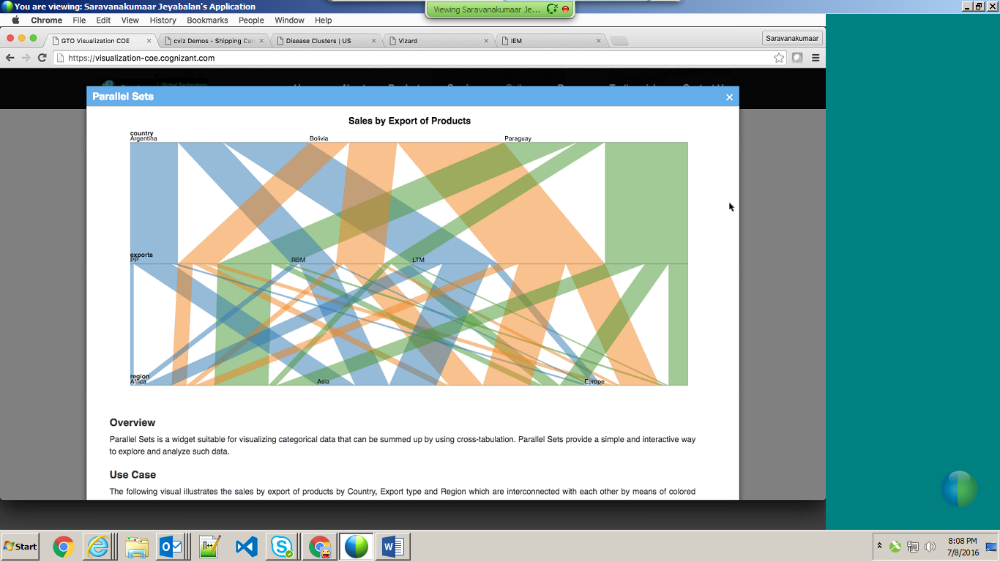 You are viewing: Saravanakumaar Jeyabalan's Application
Viewing Saravanakumaar Je...
Chrome File Edit View History Bookmarks People Window Help
GTO Visualization COE
cviz Demos - Shipping Car
Disease Clusters | US
Vizard
IEM
Saravanakumaar
https://visualization-coe.cognizant.com
Parallel Sets
Sales by Export of Products
country
Argentina Bolivia Paraguay
exports
PP RBM LTM
region
Africa Asia Europe
Overview
Parallel Sets is a widget suitable for visualizing categorical data that can be summed up by using cross-tabulation. Parallel Sets provide a simple and interactive way
to explore and analyze such data.
Use Case
The following visual illustrates the sales by export of products by Country, Export type and Region which are interconnected with each other by means of colored
Start
8:08 PM
7/8/2016